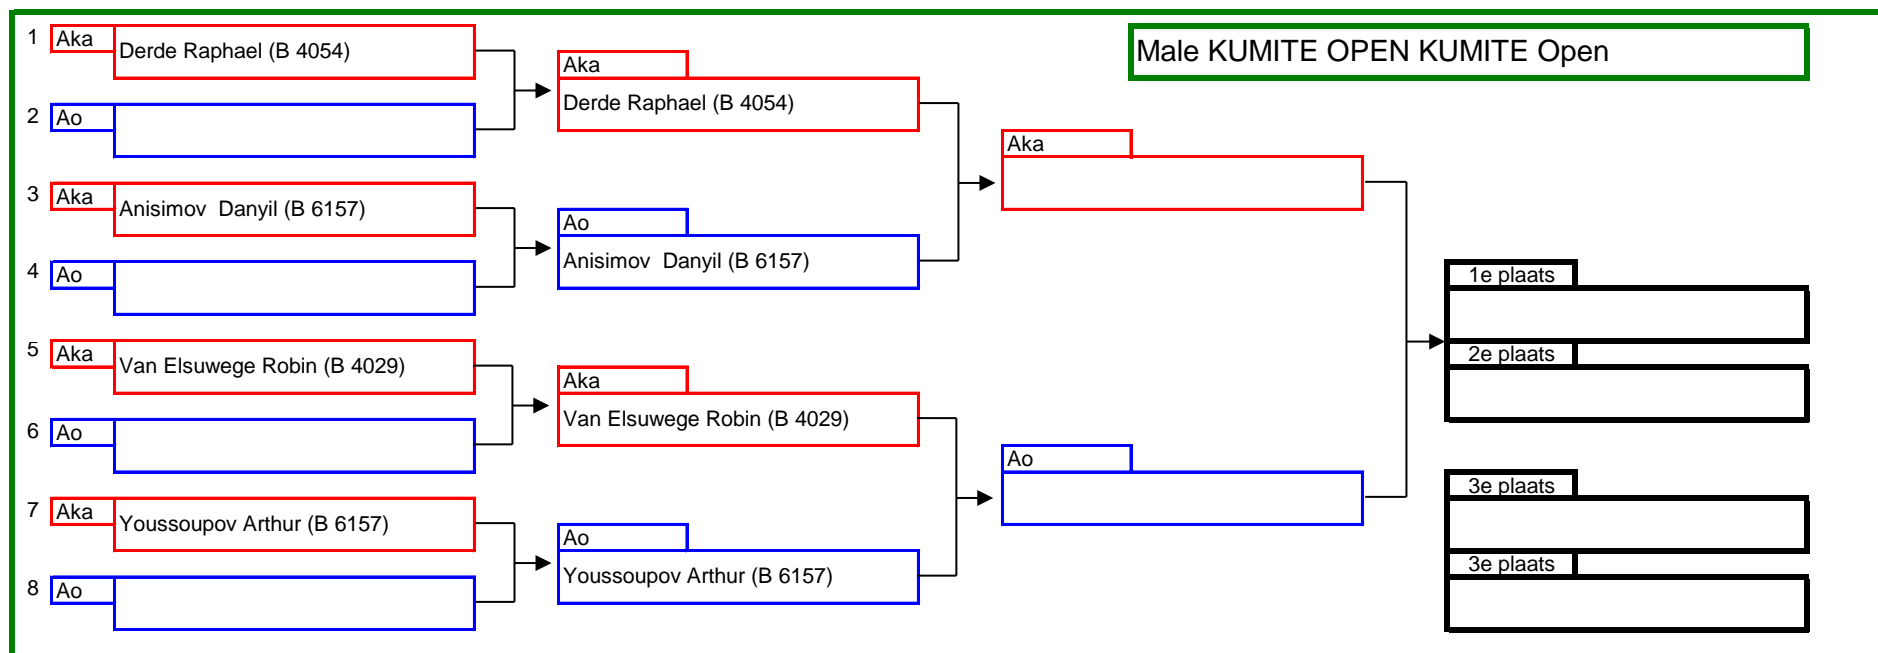 Male KUMITE OPEN KUMITE Open
1 Aka
Derde Raphael (B 4054)
2 Ao
3 Aka
Anisimov  Danyil (B 6157)
4 Ao
5 Aka
Van Elsuwege Robin (B 4029)
6 Ao
7 Aka
Youssoupov Arthur (B 6157)
8 Ao
Aka
Derde Raphael (B 4054)
Ao
Anisimov  Danyil (B 6157)
Aka
Van Elsuwege Robin (B 4029)
Ao
Youssoupov Arthur (B 6157)
Aka
Ao
1e plaats
2e plaats
3e plaats
3e plaats